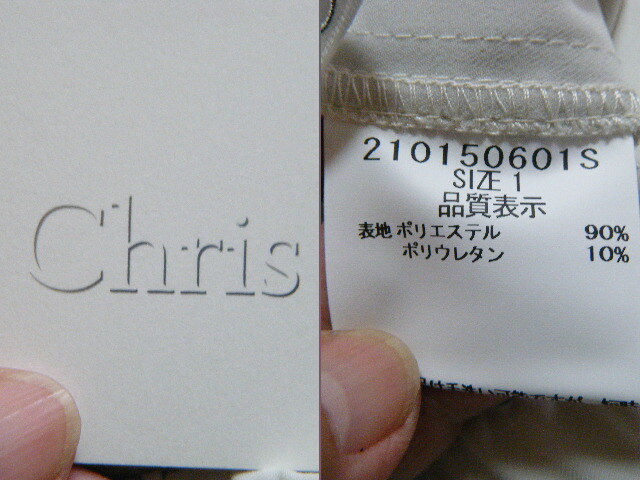 Chris
210150601S
SIZE 1
品質表示
表地 ポリエステル 90%
ポリウレタン 10%